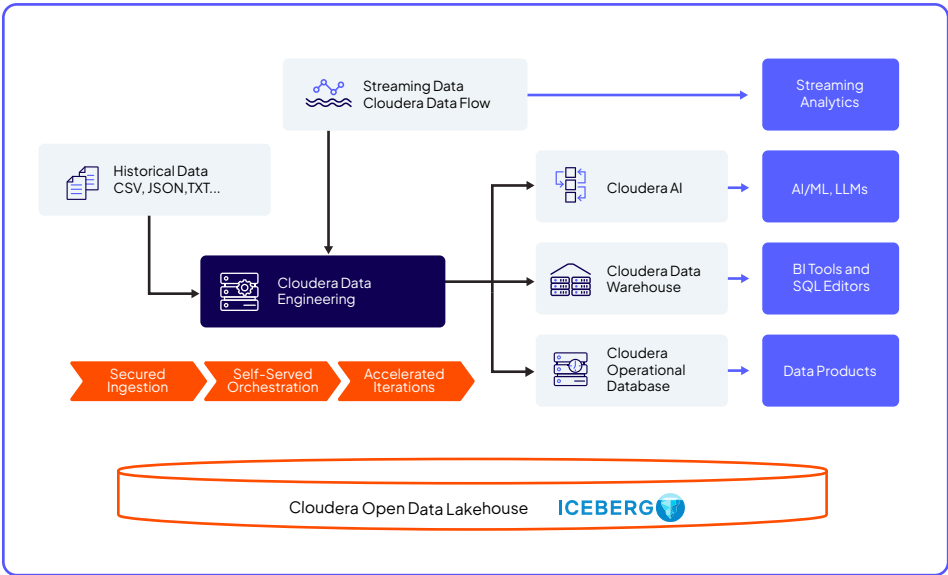 Streaming Data
Cloudera Data Flow
Streaming
Analytics
Historical Data
CSV, JSON,TXT...
Cloudera AI
AI/ML, LLMs
Cloudera Data
Engineering
Cloudera Data
Warehouse
BI Tools and
SQL Editors
Secured
Ingestion
Self-Served
Orchestration
Accelerated
Iterations
Cloudera
Operational
Database
Data Products
Cloudera Open Data Lakehouse
ICEBERG